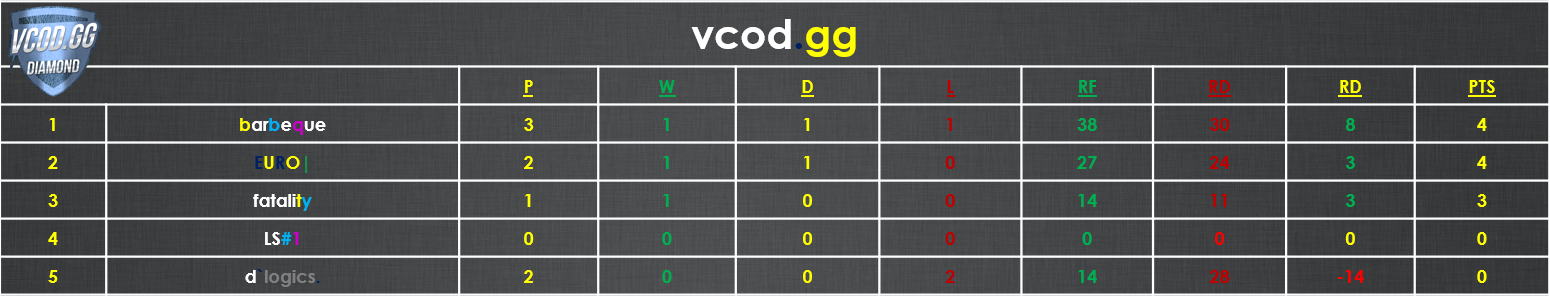 VCOD.GG
DIAMOND
vcod.gg
P W D L RF RD RD PTS
1 barbeque 3 1 1 1 38 30 8 4
2 EURO| 2 1 1 0 27 24 3 4
3 fatality 1 1 0 0 14 11 3 3
4 LS#1 0 0 0 0 0 0 0 0
5 d`logics. 2 0 0 2 14 28 -14 0